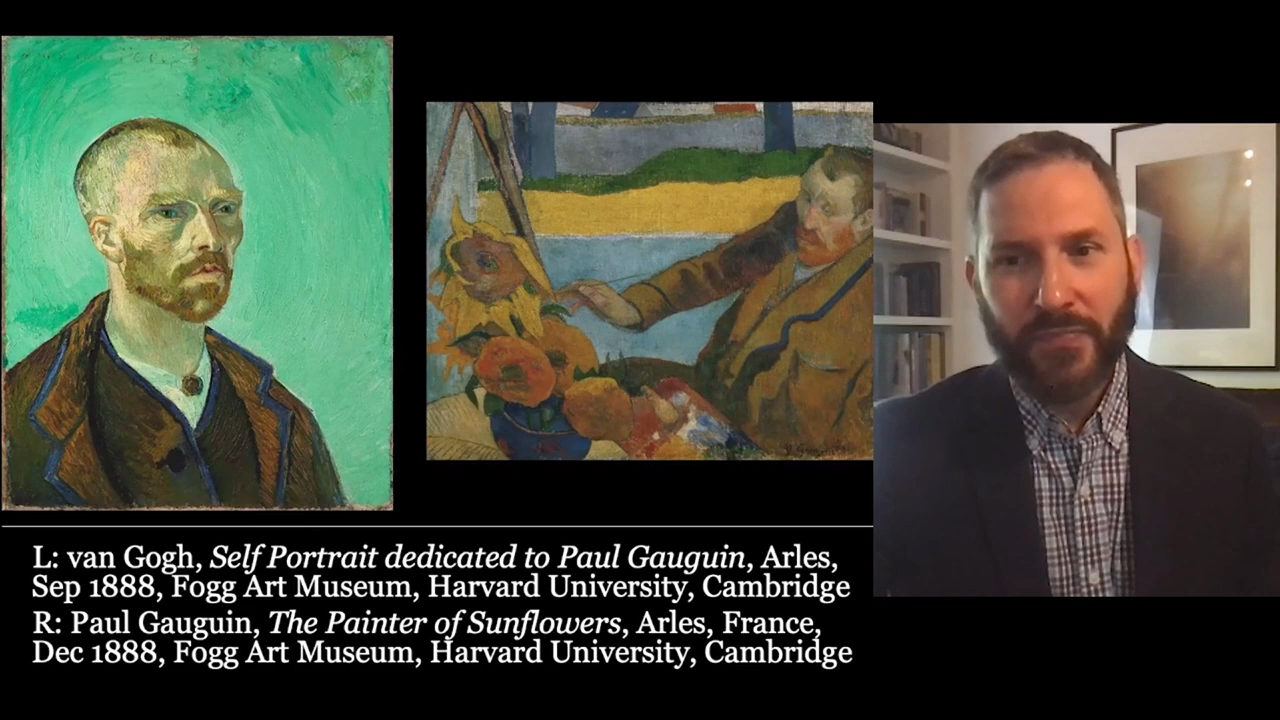 L: van Gogh, Self Portrait dedicated to Paul Gauguin, Arles,
Sep 1888, Fogg Art Museum, Harvard University, Cambridge
R: Paul Gauguin, The Painter of Sunflowers, Arles, France,
Dec 1888, Fogg Art Museum, Harvard University, Cambridge